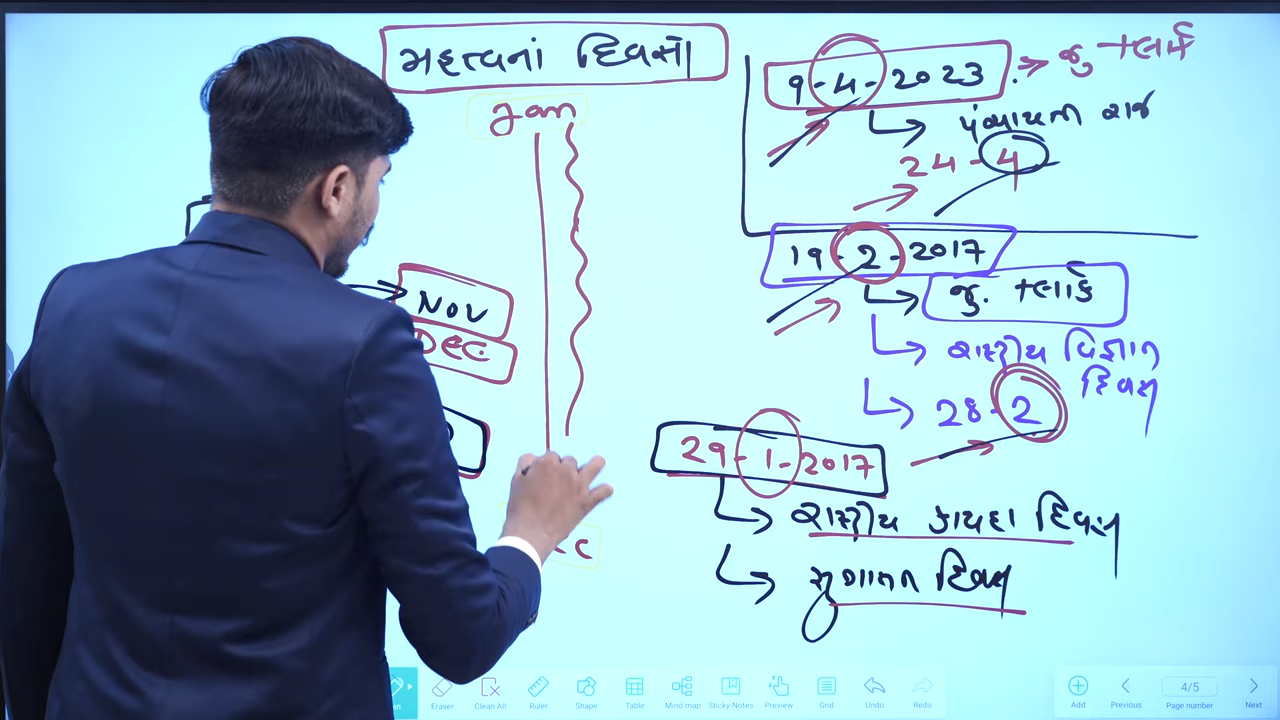 મહત્વનાં દિવસો
Jan
NOV
DEC
9-4-2023 → જુ ક્લાર્ક
પંચાયતી રાજ
24-4
19-2-2017
જુ. ક્લાર્ક
રાષ્ટ્રીય વિજ્ઞાન
દિવસ
28-2
29-1-2017
રાષ્ટ્રીય કાયદા દિવસ
સુશાસન દિવસ
Eraser
Clean All
Ruler
Shape
Table
Mind map
Sticky-Notes
Preview
Grid
Undo
Redo
Add
Previous
4/5
Page number
Next